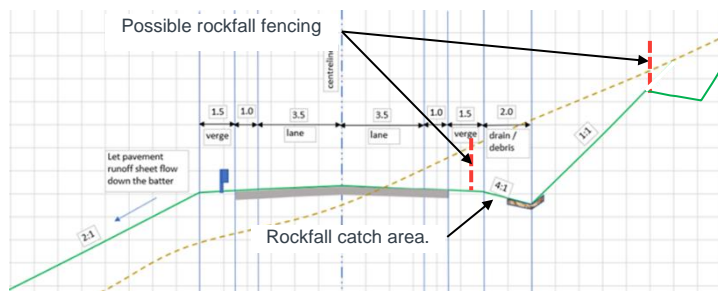 Possible rockfall fencing
centreline
1.5
1.0
3.5
3.5
1.0
1.5
2.0
verge
lane
lane
verge
drain /
debris
1:1
Let pavement
runoff sheet flow
down the batter
4:1
2:1
Rockfall catch area.